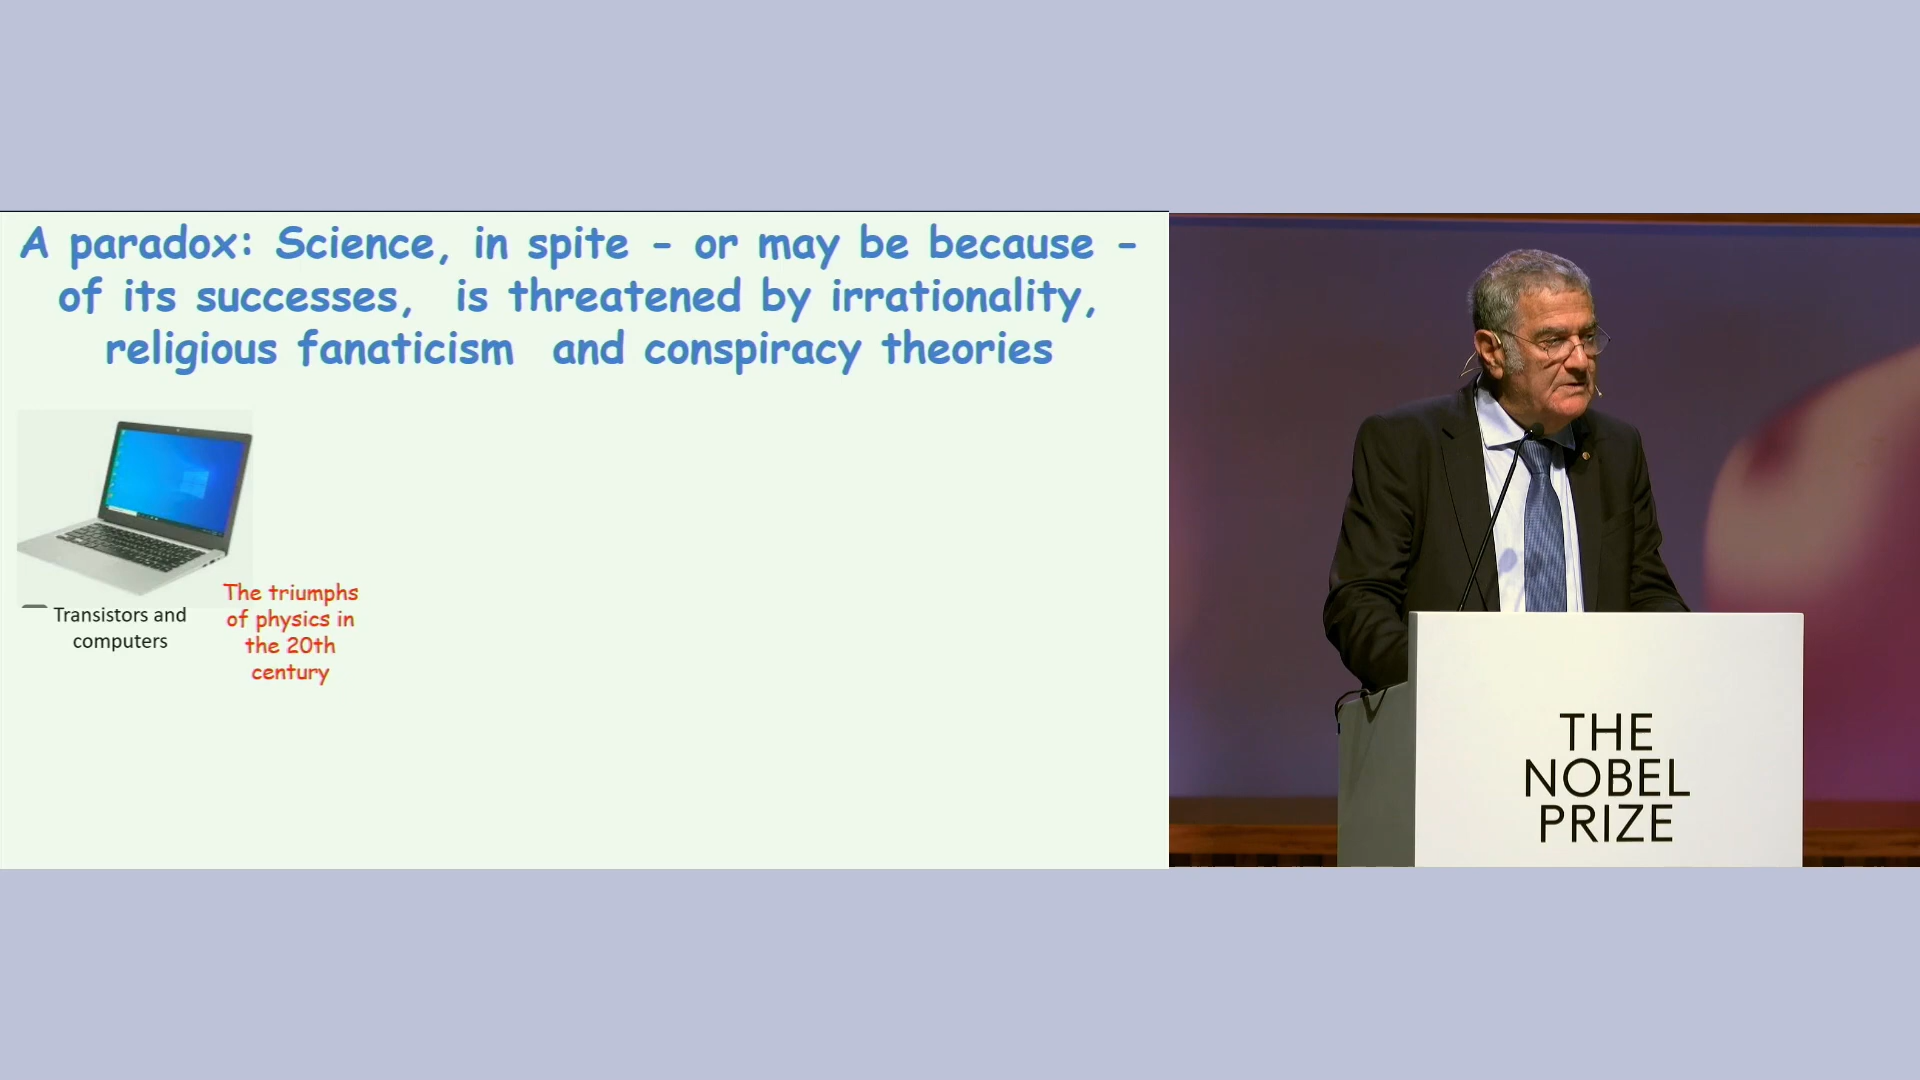 A paradox: Science, in spite - or may be because -
of its successses, is threatened by irrationality,
religious fanaticism and conspiracy theories
Transistors and
computers
The triumphs
of physics in
the 20th
century
THE
NOBEL
PRIZE